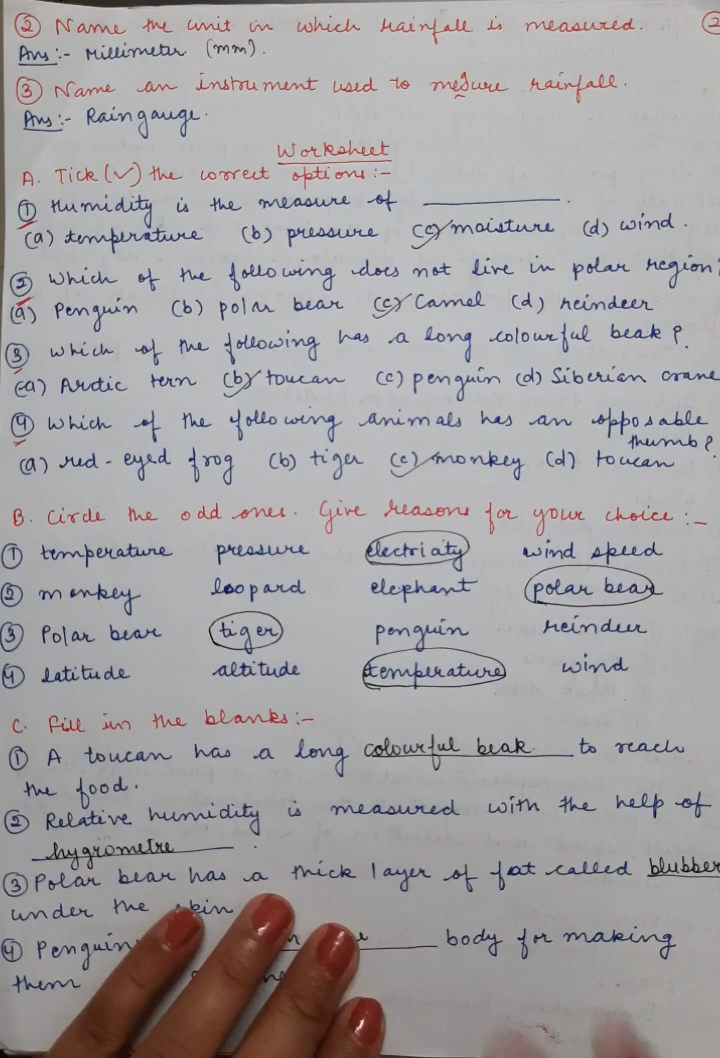 ② Name the unit in which rainfall is measured.
Ans:- Millimeter (mm).
③ Name an instrument used to measure rainfall.
Ans:- Raingauge.
Worksheet
A. Tick (✓) the correct options:-
① Humidity is the measure of ________.
(a) temperature (b) pressure (c)✓ moisture (d) wind.
② Which of the following does not live in polar region?
(a) Penguin (b) polar bear (c)✓ Camel (d) reindeer
③ Which of the following has a long colourful beak?
(a) Arctic tern (b)✓ toucan (c) penguin (d) Siberian crane
④ Which of the following animals has an opposable
thumb?
(a) red-eyed frog (b) tiger (c)✓ monkey (d) toucan
B. Circle the odd ones. Give reasons for your choice:-
① temperature pressure electriaty wind speed
② monkey leopard elephant polar bear
③ Polar bear tiger penguin reindeer
④ latitude altitude temperature wind
C. Fill in the blanks:-
① A toucan has a long colourful beak to reach
the food.
② Relative humidity is measured with the help of
hygrometre.
③ Polar bear has a thick layer of fat called blubber
under the skin
④ Penguin body for making
them